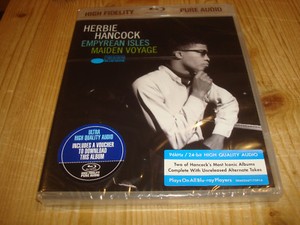 HIGH FIDELITY
PURE AUDIO
HERBIE
HANCOCK
EMPYREAN ISLES
MAIDEN VOYAGE
ULTRA
HIGH QUALITY AUDIO
INCLUDES A VOUCHER
TO DOWNLOAD
THIS ALBUM
96kHz / 24-bit HIGH QUALITY AUDIO
Two of Hancock's Most Iconic Albums
Complete With Unreleased Alternate Takes
Plays On All Blu-ray Players